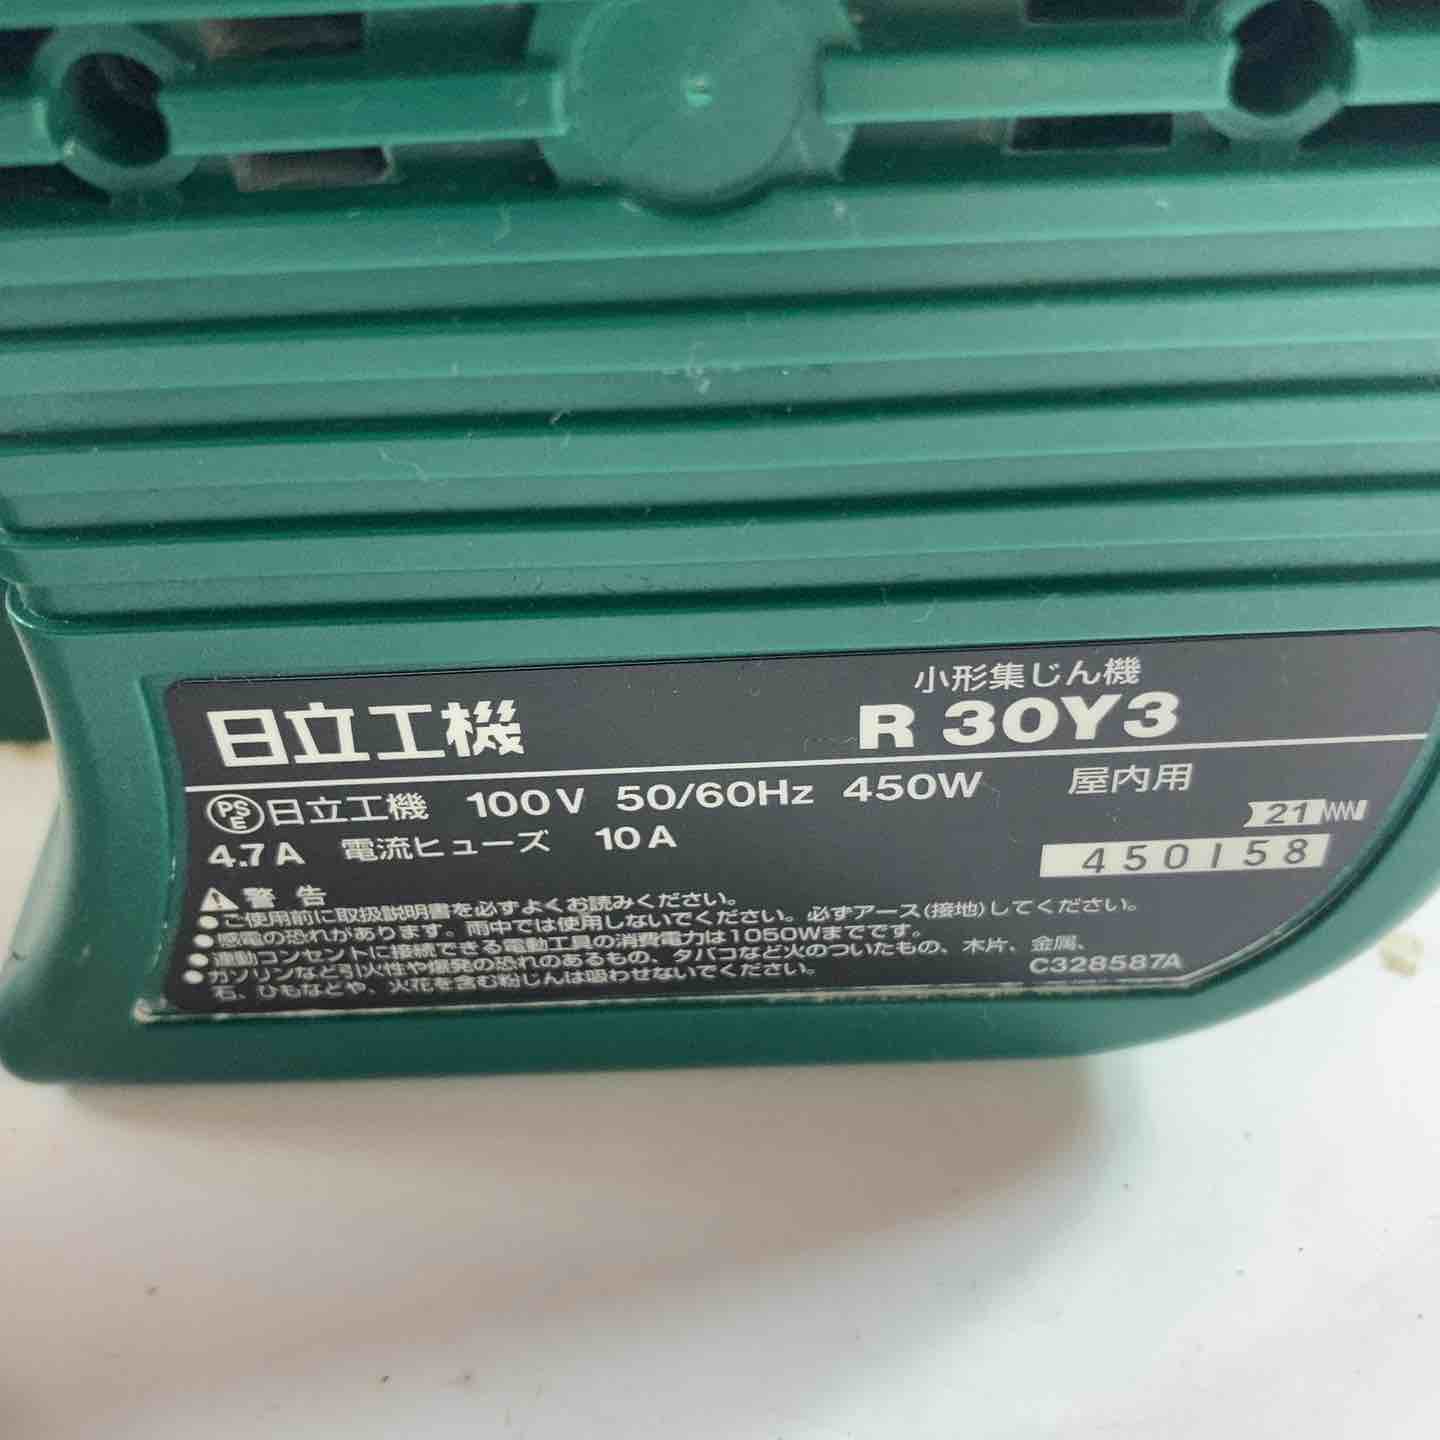 小形集じん機
日立工機 R 30Y3
PSE 日立工機 100V 50/60Hz 450W 屋内用
4.7A 電流ヒューズ 10A
21
450158
⚠警告
●ご使用前に取扱説明書を必ずよくお読みください。
●感電の恐れがあります。雨中では使用しないでください。必ずアース(接地)してください。
●連動コンセントに接続できる電動工具の消費電力は1050Wまでです。
●ガソリンなど引火性や爆発の恐れのあるもの、タバコなど火のついたもの、木片、金属、
石、ひもなどや、火花を含む粉じんは吸わせないでください。
C328587A